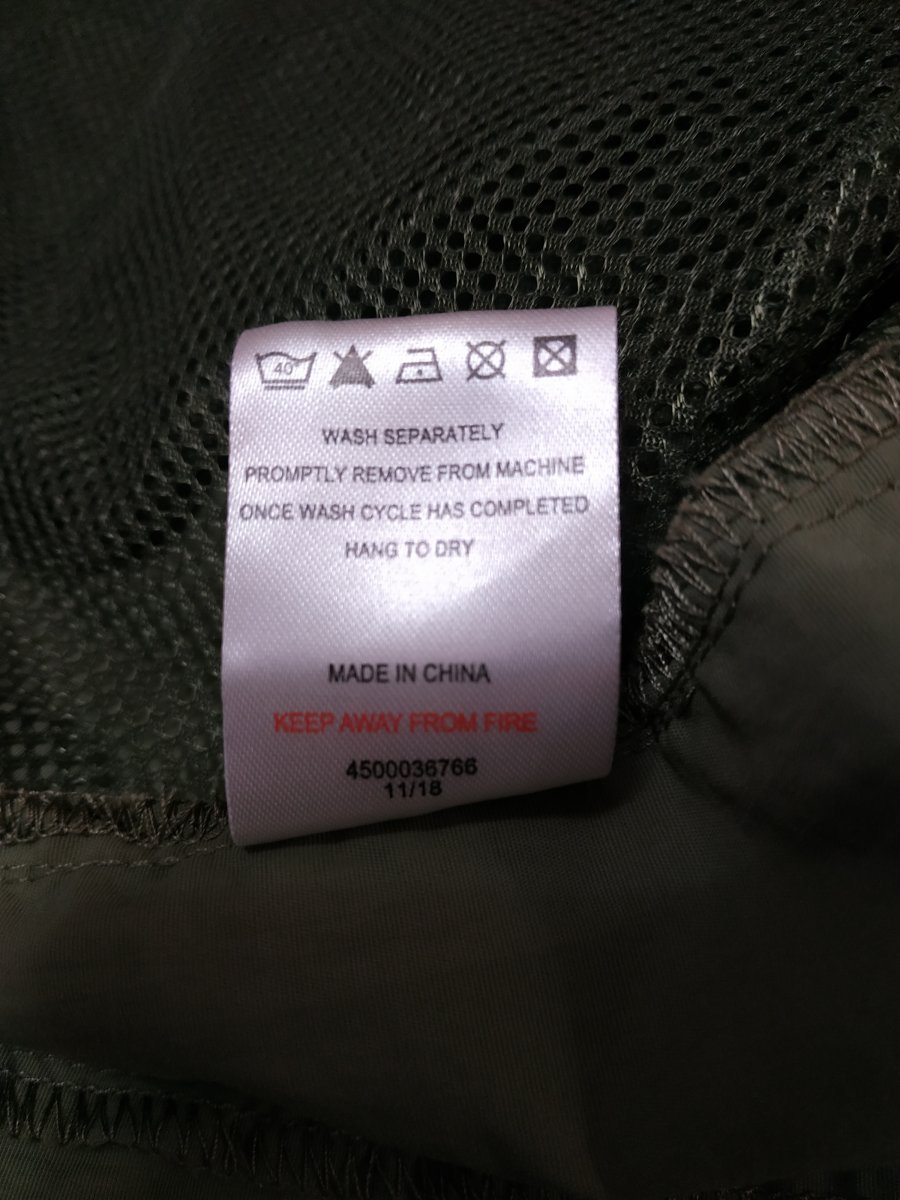 40
WASH SEPARATELY
PROMPTLY REMOVE FROM MACHINE
ONCE WASH CYCLE HAS COMPLETED
HANG TO DRY
MADE IN CHINA
KEEP AWAY FROM FIRE
4500036766
11/18